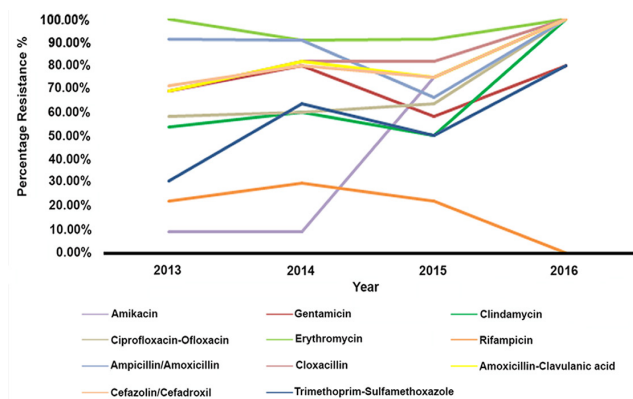 Percentage Resistance %
100.00%
90.00%
80.00%
70.00%
60.00%
50.00%
40.00%
30.00%
20.00%
10.00%
0.00%
2013 2014 2015 2016
Year
Amikacin Gentamicin Clindamycin
Ciprofloxacin-Ofloxacin Erythromycin Rifampicin
Ampicillin/Amoxicillin Cloxacillin Amoxicillin-Clavulanic acid
Cefazolin/Cefadroxil Trimethoprim-Sulfamethoxazole